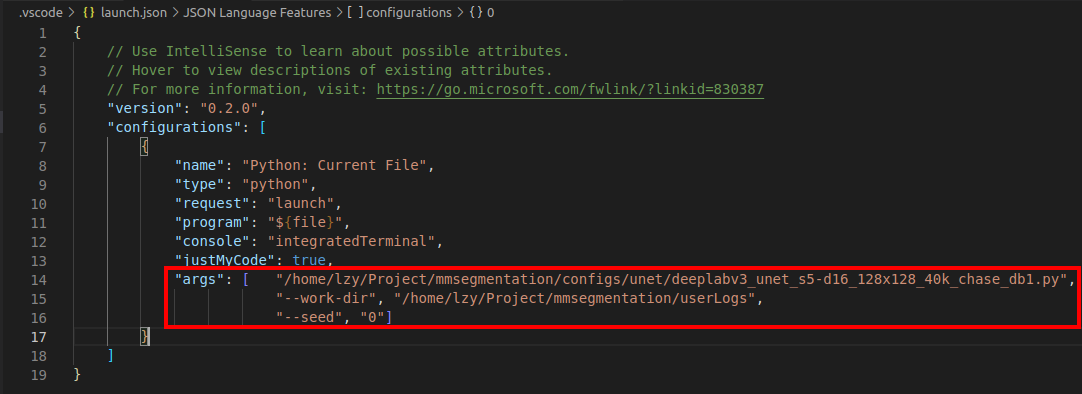 .vscode > {} launch.json > JSON Language Features > [ ] configurations > {} 0
1 {
2 // Use IntelliSense to learn about possible attributes.
3 // Hover to view descriptions of existing attributes.
4 // For more information, visit: https://go.microsoft.com/fwlink/?linkid=830387
5 "version": "0.2.0",
6 "configurations": [
7 {
8 "name": "Python: Current File",
9 "type": "python",
10 "request": "launch",
11 "program": "${file}",
12 "console": "integratedTerminal",
13 "justMyCode": true,
14 "args": [ "/home/lzy/Project/mmsegmentation/configs/unet/deeplabv3_unet_s5-d16_128x128_40k_chase_db1.py",
15 "--work-dir", "/home/lzy/Project/mmsegmentation/userLogs",
16 "--seed", "0"]
17 }
18 ]
19 }